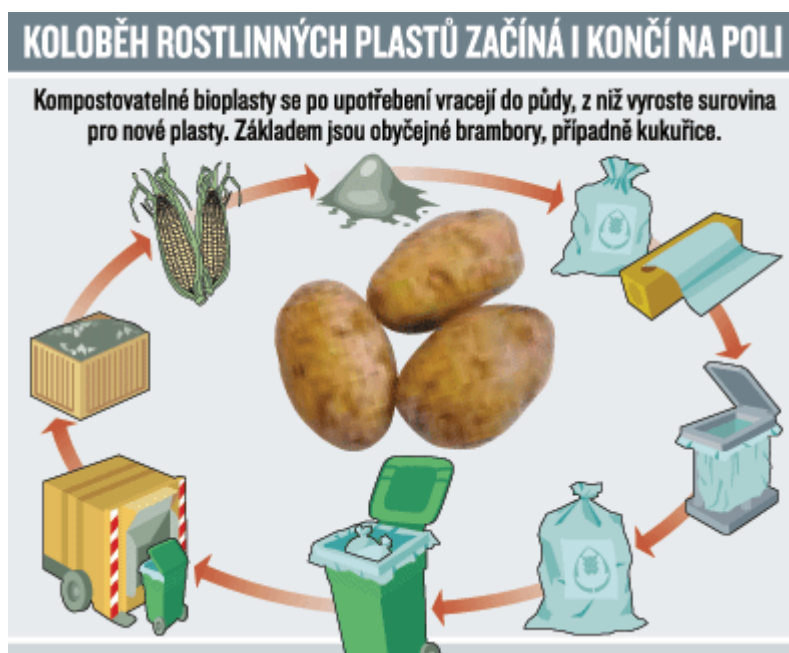 KOLOBĚH ROSTLINNÝCH PLASTŮ ZAČÍNÁ I KONČÍ NA POLI
Kompostovatelné bioplasty se po upotřebení vracejí do půdy, z níž vyroste surovina
pro nové plasty. Základem jsou obyčejné brambory, případně kukuřice.